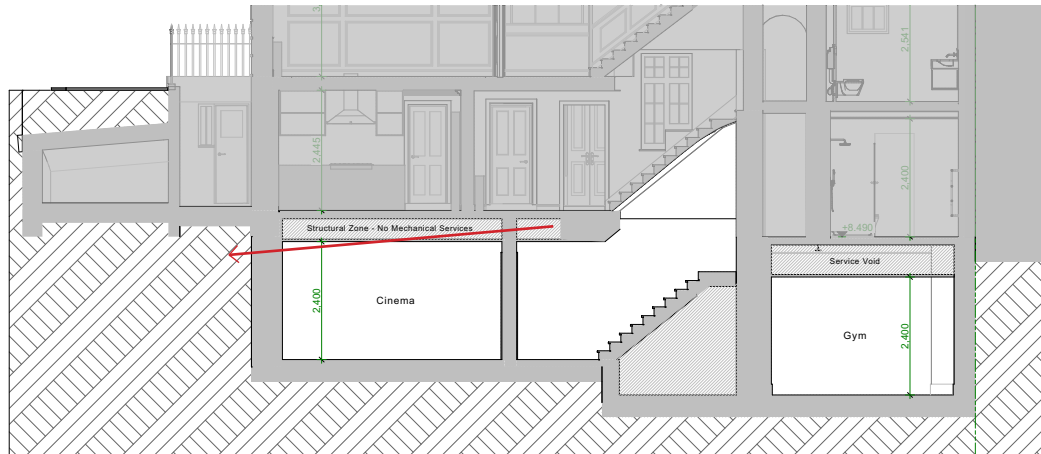 2,541
2,445
2,400
+8.490
Structural Zone - No Mechanical Services
Service Void
Cinema
2,400
Gym
2,400